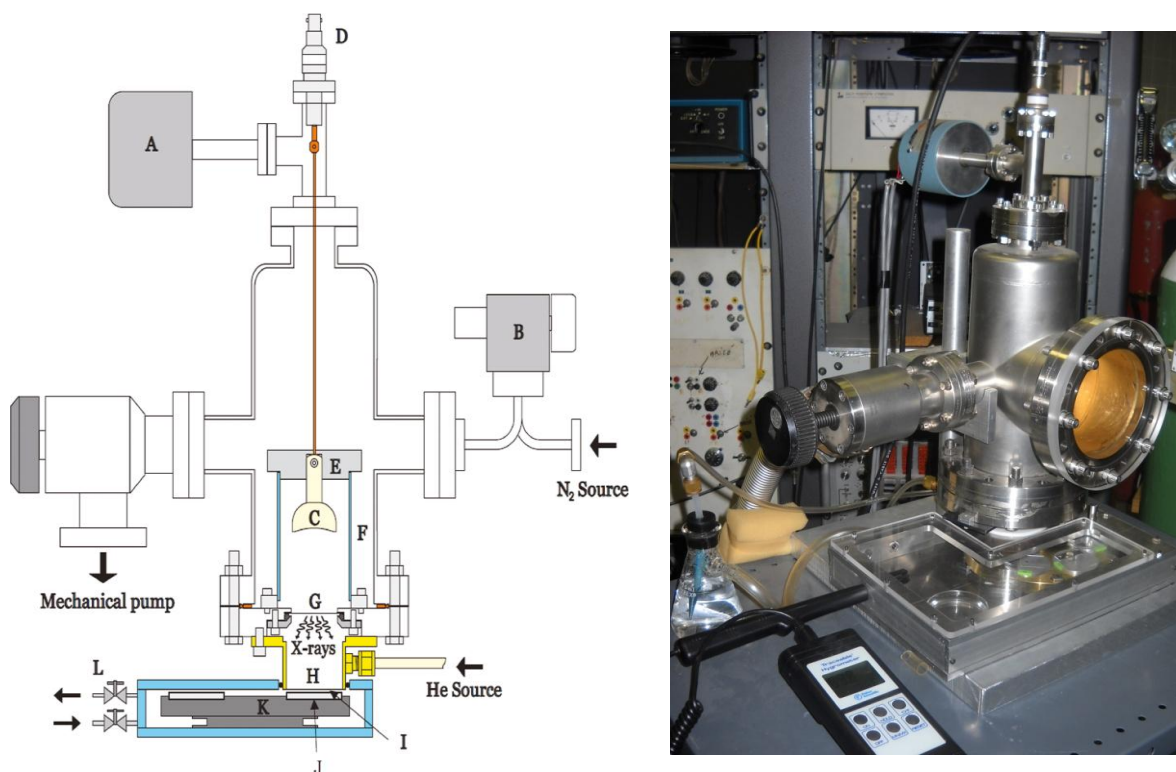 D
A
B
E
C
N₂ Source
F
Mechanical pump
G
X-rays
H
He Source
L
K
I
J